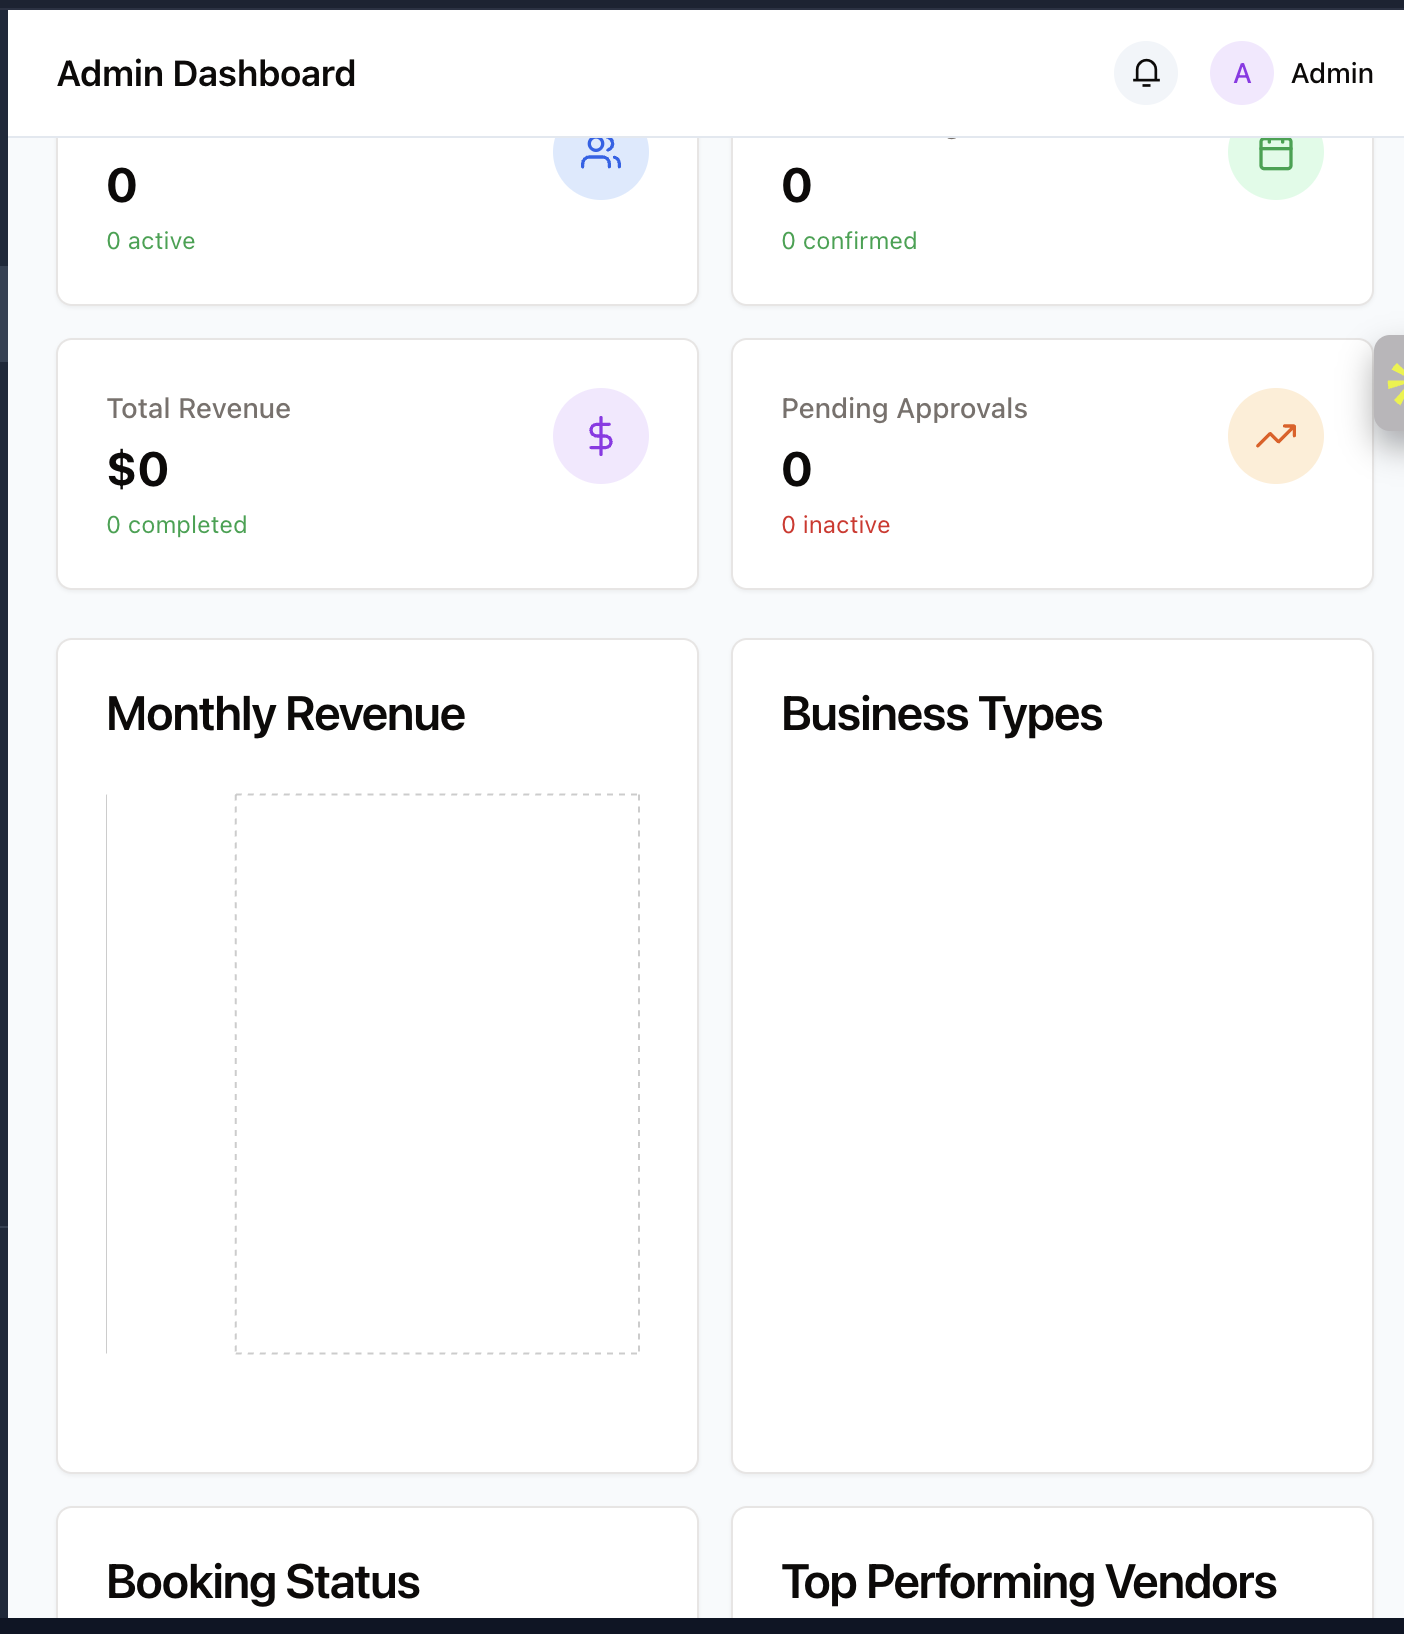 Admin Dashboard
A
Admin
0
0 active
0
0 confirmed
Total Revenue
$0
0 completed
Pending Approvals
0
0 inactive
Monthly Revenue
Business Types
Booking Status
Top Performing Vendors